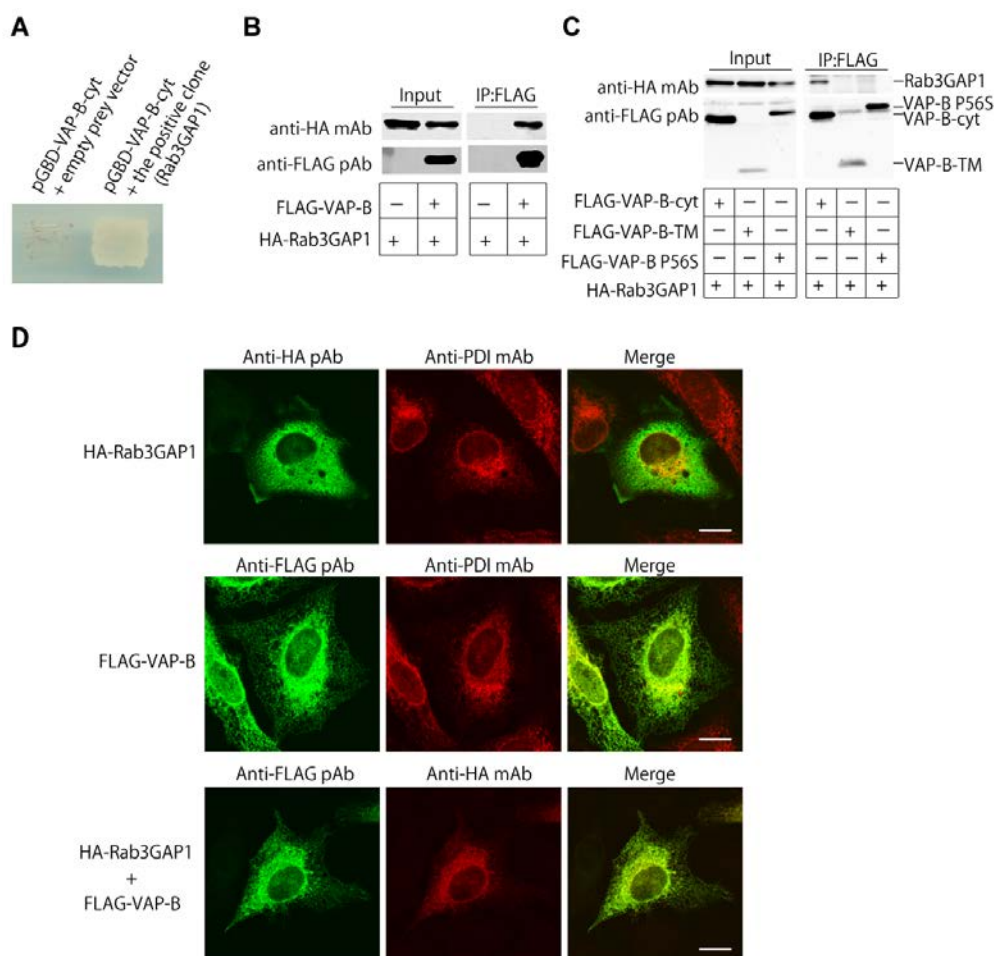 A
pGBD-VAP-B-cyt
+ empty prey vector
pGBD-VAP-B-cyt
+ the positive clone
(Rab3GAP1)
B
Input IP:FLAG
anti-HA mAb
anti-FLAG pAb
FLAG-VAP-B − + − +
HA-Rab3GAP1 + + + +
C
Input IP:FLAG
anti-HA mAb Rab3GAP1
anti-FLAG pAb VAP-B P56S
VAP-B-cyt
VAP-B-TM
FLAG-VAP-B-cyt + − − + − −
FLAG-VAP-B-TM − + − − + −
FLAG-VAP-B P56S − − + − − +
HA-Rab3GAP1 + + + + + +
D
Anti-HA pAb Anti-PDI mAb Merge
HA-Rab3GAP1
Anti-FLAG pAb Anti-PDI mAb Merge
FLAG-VAP-B
Anti-FLAG pAb Anti-HA mAb Merge
HA-Rab3GAP1
+
FLAG-VAP-B